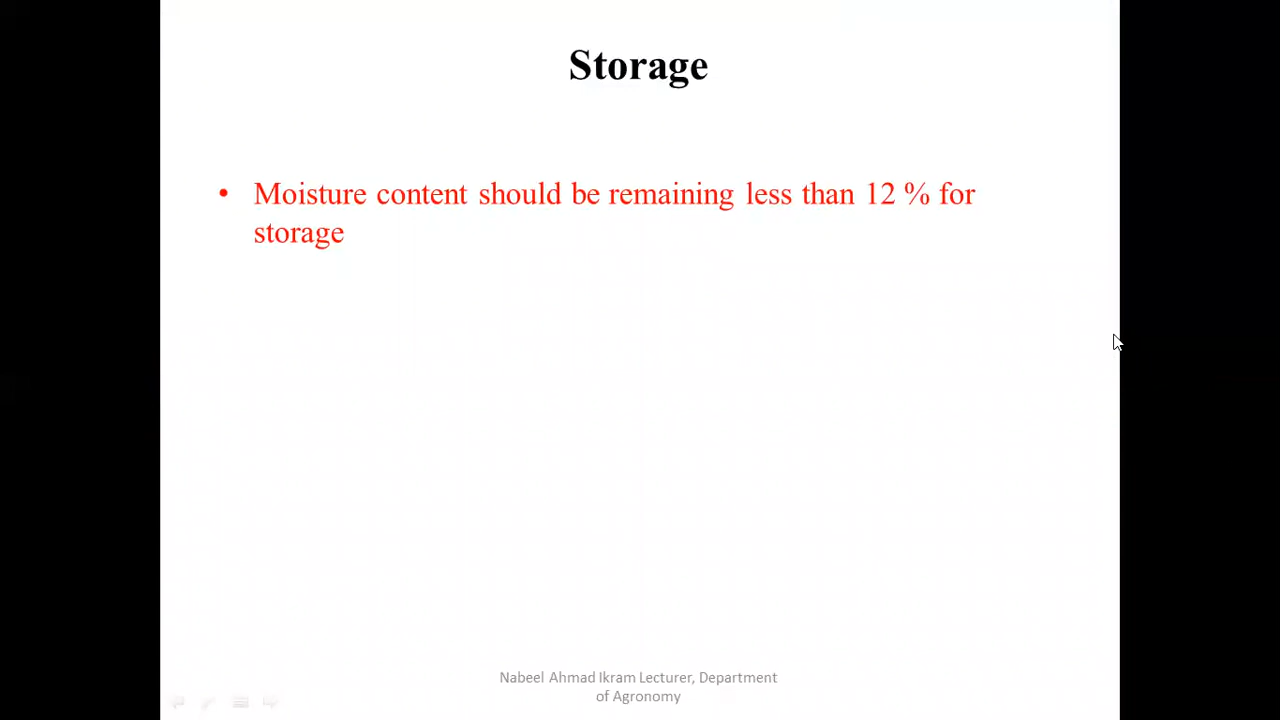 Storage
• Moisture content should be remaining less than 12 % for
storage
Nabeel Ahmad Ikram Lecturer, Department
of Agronomy